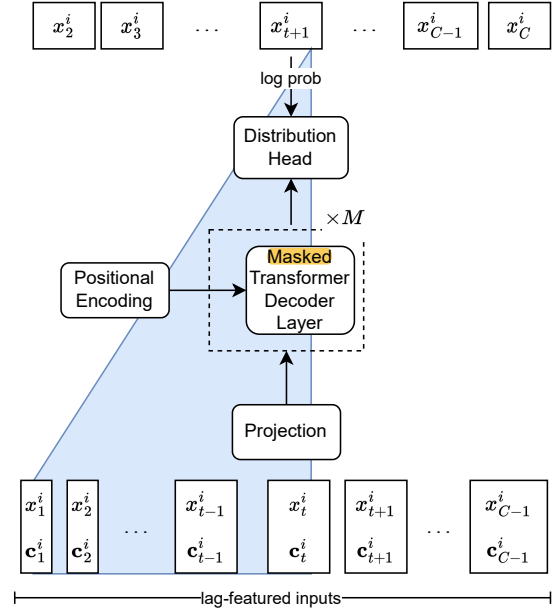 x_2^i x_3^i ... x_{t+1}^i ... x_{C-1}^i x_C^i
log prob
Distribution
Head
×M
Masked
Transformer
Decoder
Layer
Positional
Encoding
Projection
x_1^i x_2^i ... x_{t-1}^i x_t^i x_{t+1}^i ... x_{C-1}^i
c_1^i c_2^i c_{t-1}^i c_t^i c_{t+1}^i c_{C-1}^i
lag-featured inputs